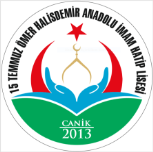 15 TEMMUZ ÖMER HALİSDEMİR ANADOLU İMAM HATİP LİSESİ
CANİK
2013